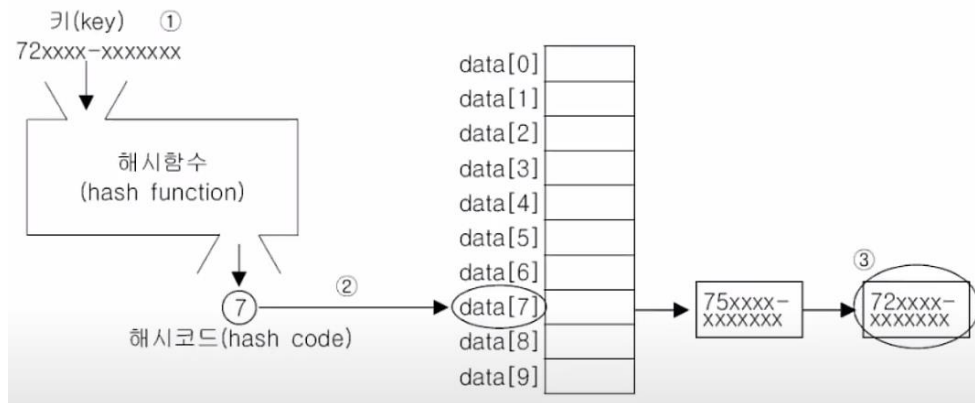 키(key) ①
72xxxx-xxxxxxx
해시함수
(hash function)
7
해시코드(hash code)
②
data[0]
data[1]
data[2]
data[3]
data[4]
data[5]
data[6]
data[7]
data[8]
data[9]
75xxxx-
xxxxxxx
③
72xxxx-
xxxxxxx